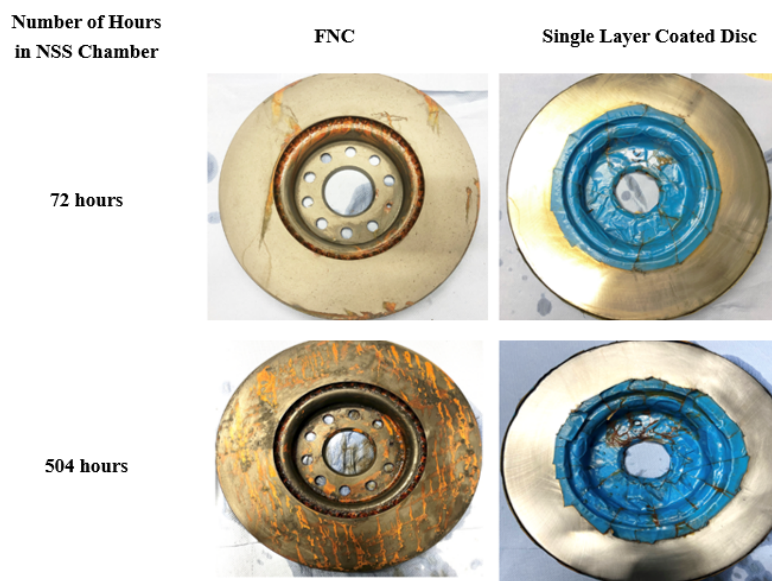 Number of Hours
in NSS Chamber
FNC
Single Layer Coated Disc
72 hours
504 hours